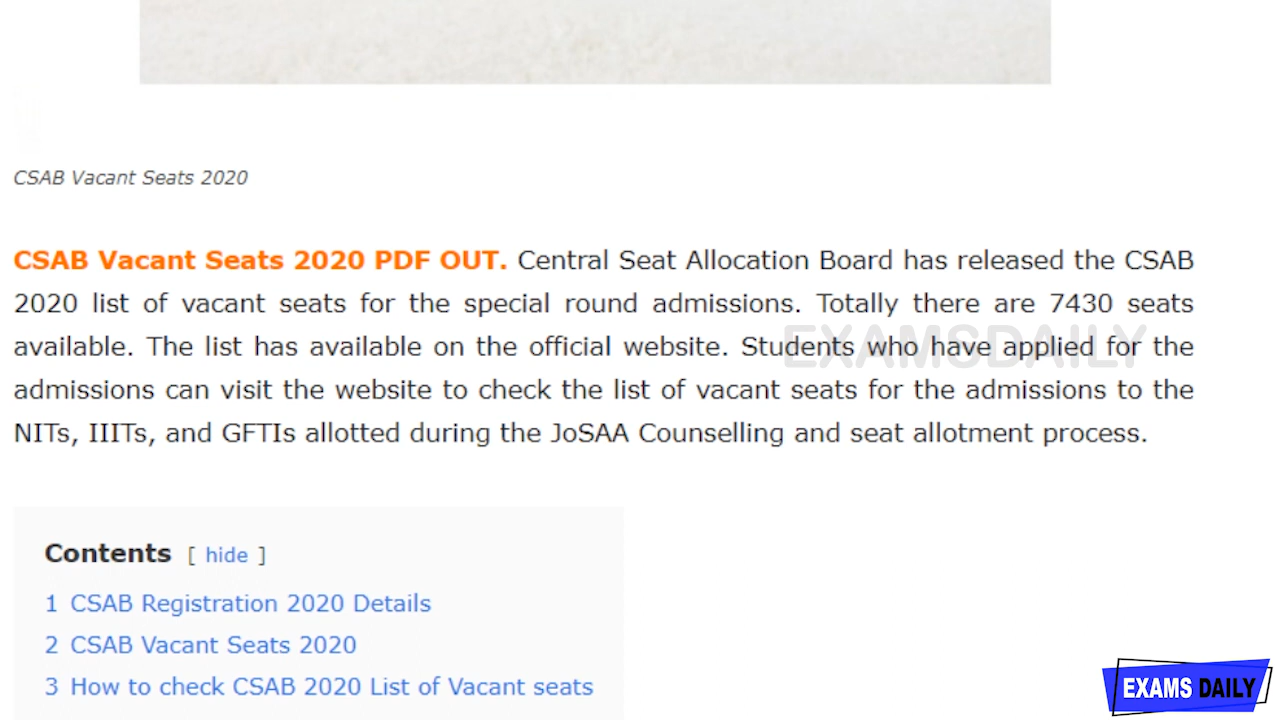 CSAB Vacant Seats 2020
CSAB Vacant Seats 2020 PDF OUT. Central Seat Allocation Board has released the CSAB
2020 list of vacant seats for the special round admissions. Totally there are 7430 seats
available. The list has available on the official website. Students who have applied for the
EXAMSDAILY
admissions can visit the website to check the list of vacant seats for the admissions to the
NITs, IIITs, and GFTIs allotted during the JoSAA Counselling and seat allotment process.
Contents [ hide ]
1 CSAB Registration 2020 Details
2 CSAB Vacant Seats 2020
3 How to check CSAB 2020 List of Vacant seats
EXAMS DAILY